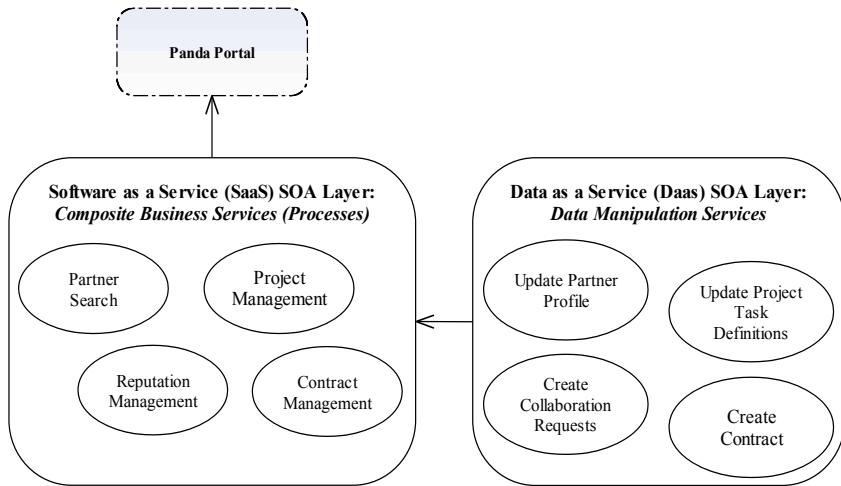 Panda Portal
Software as a Service (SaaS) SOA Layer:
Composite Business Services (Processes)
Partner
Search
Project
Management
Reputation
Management
Contract
Management
Data as a Service (Daas) SOA Layer:
Data Manipulation Services
Update Partner
Profile
Update Project
Task
Definitions
Create
Collaboration
Requests
Create
Contract